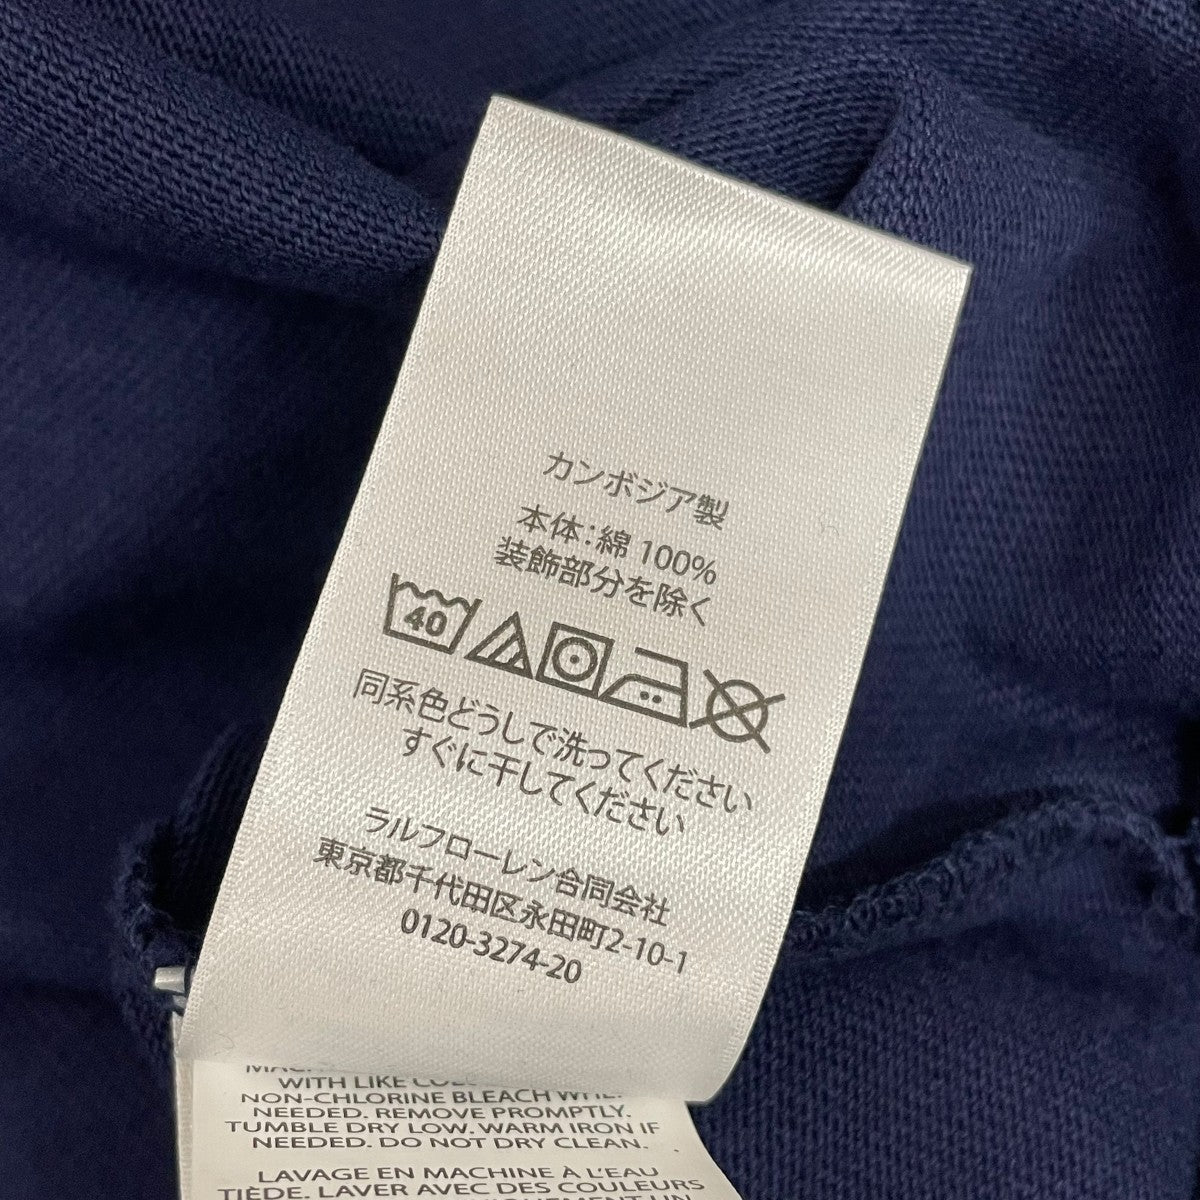 カンボジア製
本体:綿 100%
装飾部分を除く
40
同系色どうしで洗ってください
すぐに干してください
ラルフローレン合同会社
東京都千代田区永田町2-10-1
0120-3274-20
WITH LIKE
NON-CHLORINE BLEACH
NEEDED. REMOVE PROMPTLY.
TUMBLE DRY LOW. WARM IRON IF
NEEDED. DO NOT DRY CLEAN.
LAVAGE EN MACHINE À L'EAU
TIÈDE. LAVER AVEC DES COULEURS